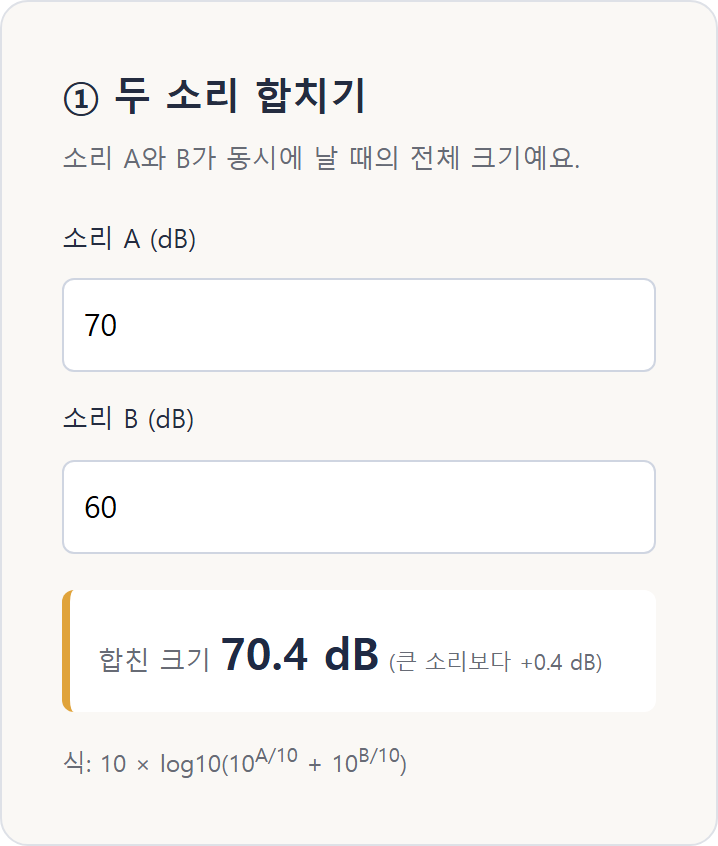 ① 두 소리 합치기
소리 A와 B가 동시에 날 때의 전체 크기예요.
소리 A (dB)
70
소리 B (dB)
60
합친 크기 70.4 dB (큰 소리보다 +0.4 dB)
식: 10 × log10(10^A/10 + 10^B/10)